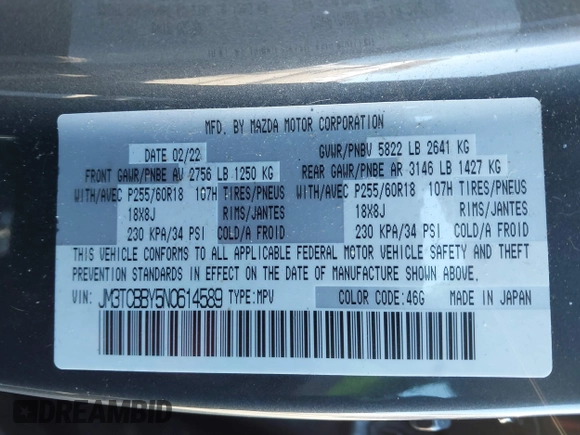 MFD. BY MAZDA MOTOR CORPORATION
DATE 02/22 GVWR/PNBV 5822 LB 2641 KG
FRONT GAWR/PNBE AV 2756 LB 1250 KG REAR GAWR/PNBE AR 3146 LB 1427 KG
WITH/AVEC P255/60R18 107H TIRES/PNEUS WITH/AVEC P255/60R18 107H TIRES/PNEUS
18X8J RIMS/JANTES 18X8J RIMS/JANTES
230 KPA/34 PSI COLD/A FROID 230 KPA/34 PSI COLD/A FROID
THIS VEHICLE CONFORMS TO ALL APPLICABLE FEDERAL MOTOR VEHICLE SAFETY AND THEFT
PREVENTION STANDARDS IN EFFECT ON THE DATE OF MANUFACTURE SHOWN ABOVE.
VIN: JM3TCBBY5N0614589 TYPE:MPV COLOR CODE:46G MADE IN JAPAN
DREAMBID